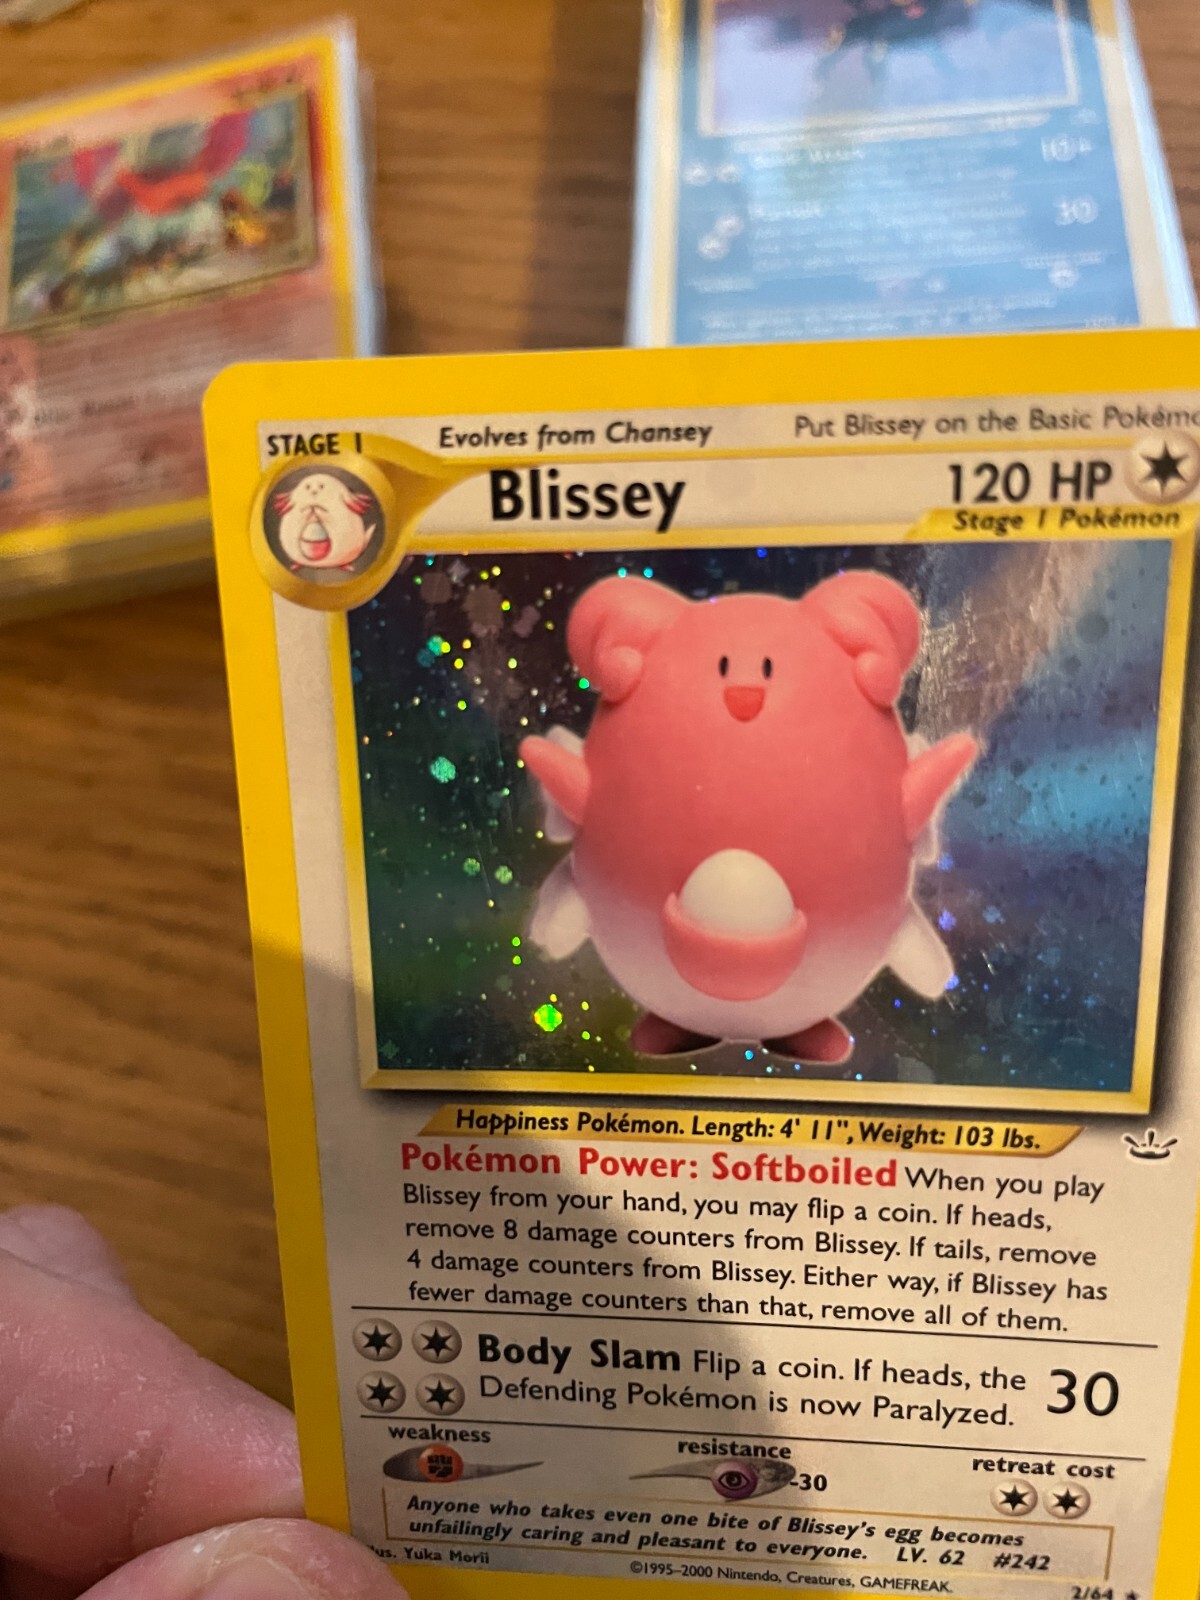 STAGE 1
Evolves from Chansey
Put Blissey on the Basic Pokémo
Blissey
120 HP
Stage 1 Pokémon
Happiness Pokémon. Length: 4' 11", Weight: 103 lbs.
Pokémon Power: Softboiled When you play
Blissey from your hand, you may flip a coin. If heads,
remove 8 damage counters from Blissey. If tails, remove
4 damage counters from Blissey. Either way, if Blissey has
fewer damage counters than that, remove all of them.
Body Slam Flip a coin. If heads, the
Defending Pokémon is now Paralyzed.
30
weakness
resistance
-30
retreat cost
Anyone who takes even one bite of Blissey's egg becomes
unfailingly caring and pleasant to everyone. LV. 62 #242
us. Yuka Morii
©1995–2000 Nintendo, Creatures, GAMEFREAK.
2/64 ★
30